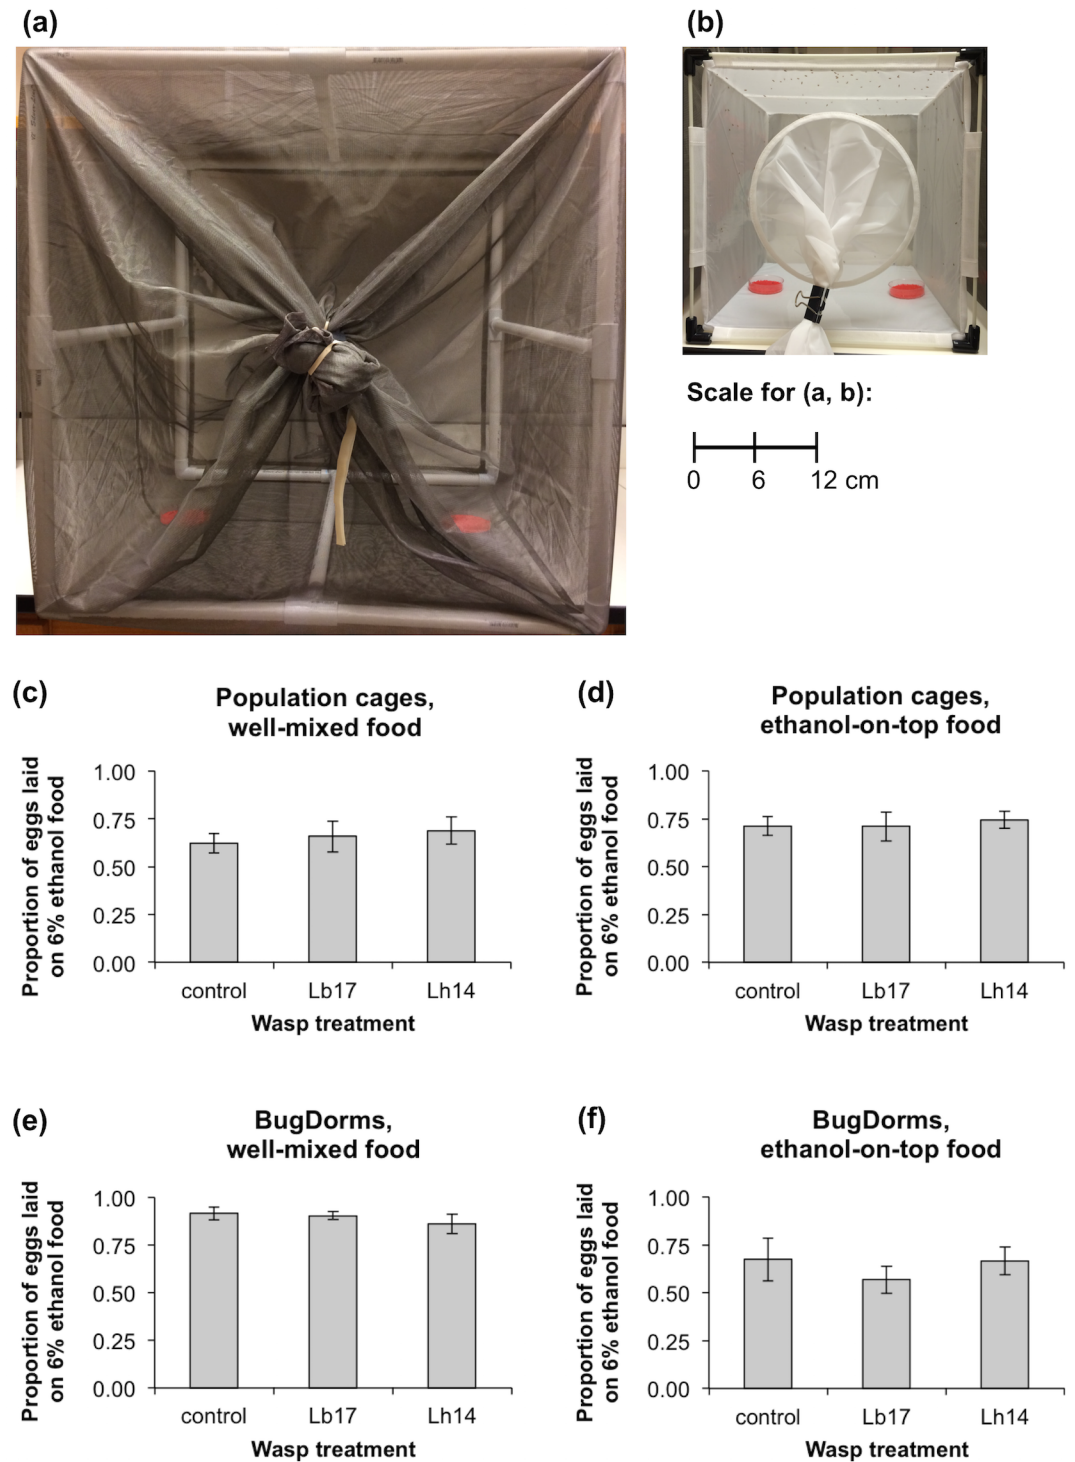 (a)
(b)
Scale for (a, b):
0 6 12 cm
(c)
Population cages,
well-mixed food
Proportion of eggs laid
on 6% ethanol food
1.00
0.75
0.50
0.25
0.00
control Lb17 Lh14
Wasp treatment
(d)
Population cages,
ethanol-on-top food
Proportion of eggs laid
on 6% ethanol food
1.00
0.75
0.50
0.25
0.00
control Lb17 Lh14
Wasp treatment
(e)
BugDorms,
well-mixed food
Proportion of eggs laid
on 6% ethanol food
1.00
0.75
0.50
0.25
0.00
control Lb17 Lh14
Wasp treatment
(f)
BugDorms,
ethanol-on-top food
Proportion of eggs laid
on 6% ethanol food
1.00
0.75
0.50
0.25
0.00
control Lb17 Lh14
Wasp treatment